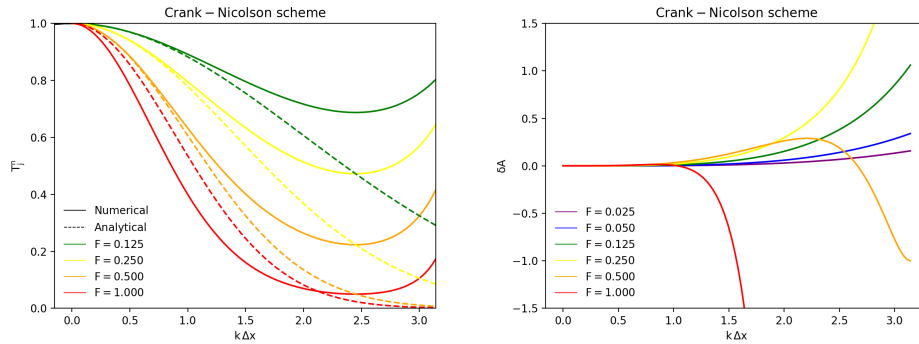 Crank − Nicolson scheme
1.0
0.8
0.6
0.4
0.2
0.0
T_j^n
Numerical
Analytical
F = 0.125
F = 0.250
F = 0.500
F = 1.000
0.0 0.5 1.0 1.5 2.0 2.5 3.0
k Δx
Crank − Nicolson scheme
1.5
1.0
0.5
0.0
−0.5
−1.0
−1.5
δA
F = 0.025
F = 0.050
F = 0.125
F = 0.250
F = 0.500
F = 1.000
0.0 0.5 1.0 1.5 2.0 2.5 3.0
k Δx